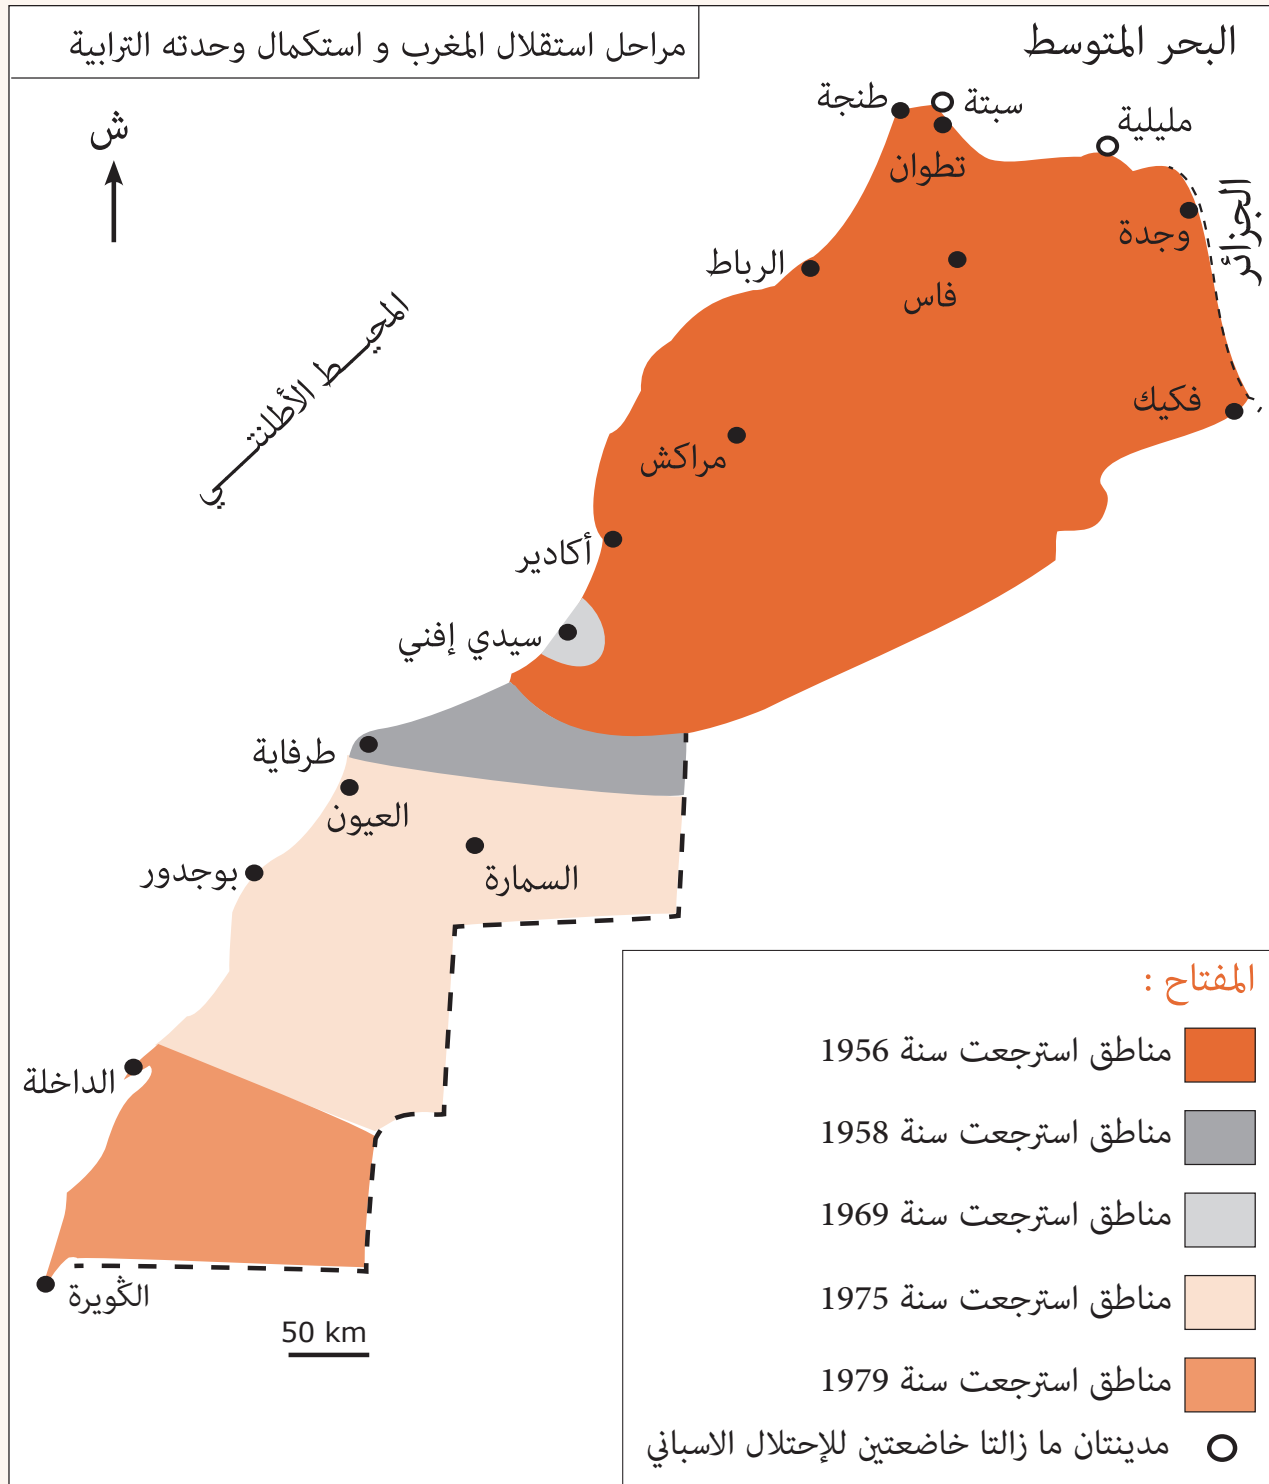 مراحل استقلال المغرب و استكمال وحدته الترابية
البحر المتوسط
ش
طنجة
سبتة
مليلية
تطوان
الجزائر
وجدة
الرباط
فاس
المحيـــط الأطلنتـــي
فكيك
مراكش
أكادير
سيدي إفني
طرفاية
العيون
السمارة
بوجدور
الداخلة
الڭويرة
50 km
المفتاح :
مناطق استرجعت سنة 1956
مناطق استرجعت سنة 1958
مناطق استرجعت سنة 1969
مناطق استرجعت سنة 1975
مناطق استرجعت سنة 1979
مدينتان ما زالتا خاضعتين للإحتلال الاسباني